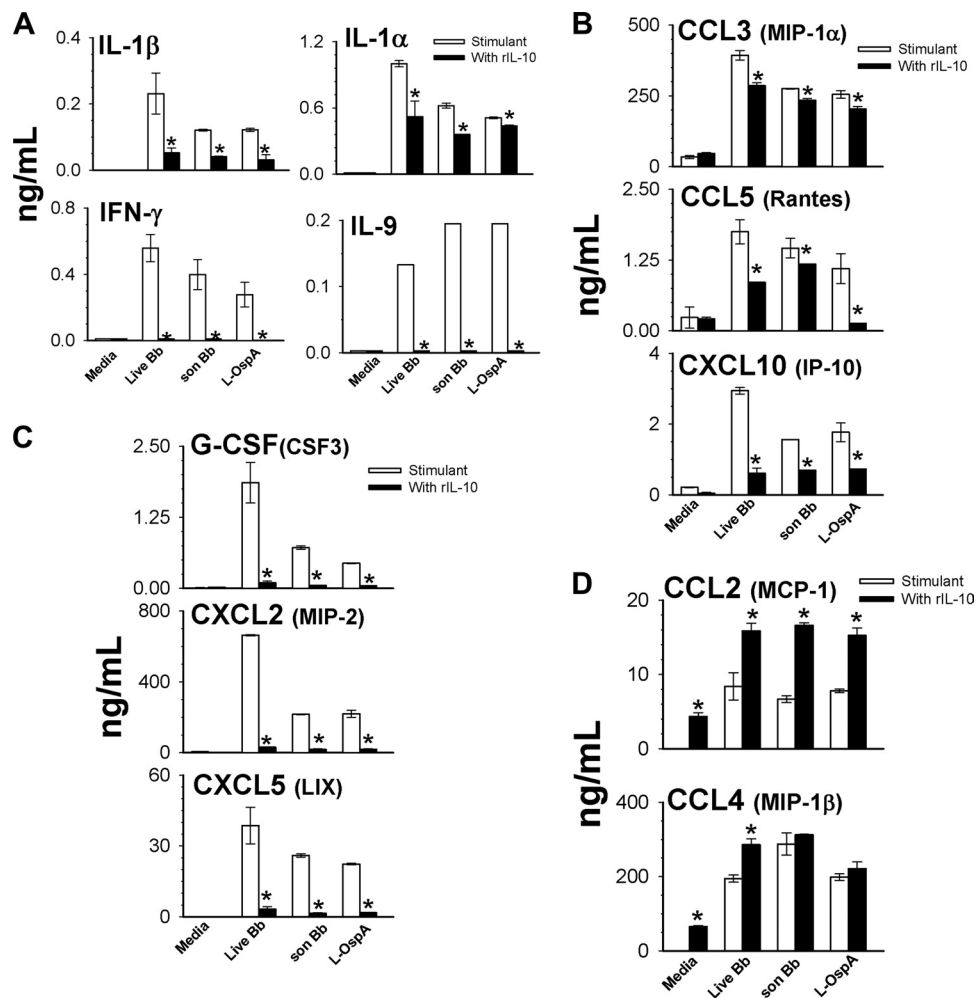 A
IL-1β
0.4
0.2
0.0
IL-1α
Stimulant
With rIL-10
1.2
0.6
0.0
* * *
* * *
ng/mL
IFN-γ
0.8
0.4
0.0
IL-9
0.2
0.1
0.0
* * *
* * *
Media
Live Bb
son Bb
L-OspA
Media
Live Bb
son Bb
L-OspA
B
CCL3 (MIP-1α)
Stimulant
With rIL-10
500
250
0
* * *
CCL5 (Rantes)
2.50
1.25
0.00
* * *
ng/mL
CXCL10 (IP-10)
4
2
0
* * *
Media
Live Bb
son Bb
L-OspA
C
G-CSF(CSF3)
Stimulant
With rIL-10
2.50
1.25
0.00
* * *
CXCL2 (MIP-2)
800
400
0
* * *
ng/mL
CXCL5 (LIX)
60
30
0
* * *
Media
Live Bb
son Bb
L-OspA
D
CCL2 (MCP-1)
Stimulant
With rIL-10
20
10
0
* * * *
ng/mL
CCL4 (MIP-1β)
400
200
0
* *
Media
Live Bb
son Bb
L-OspA